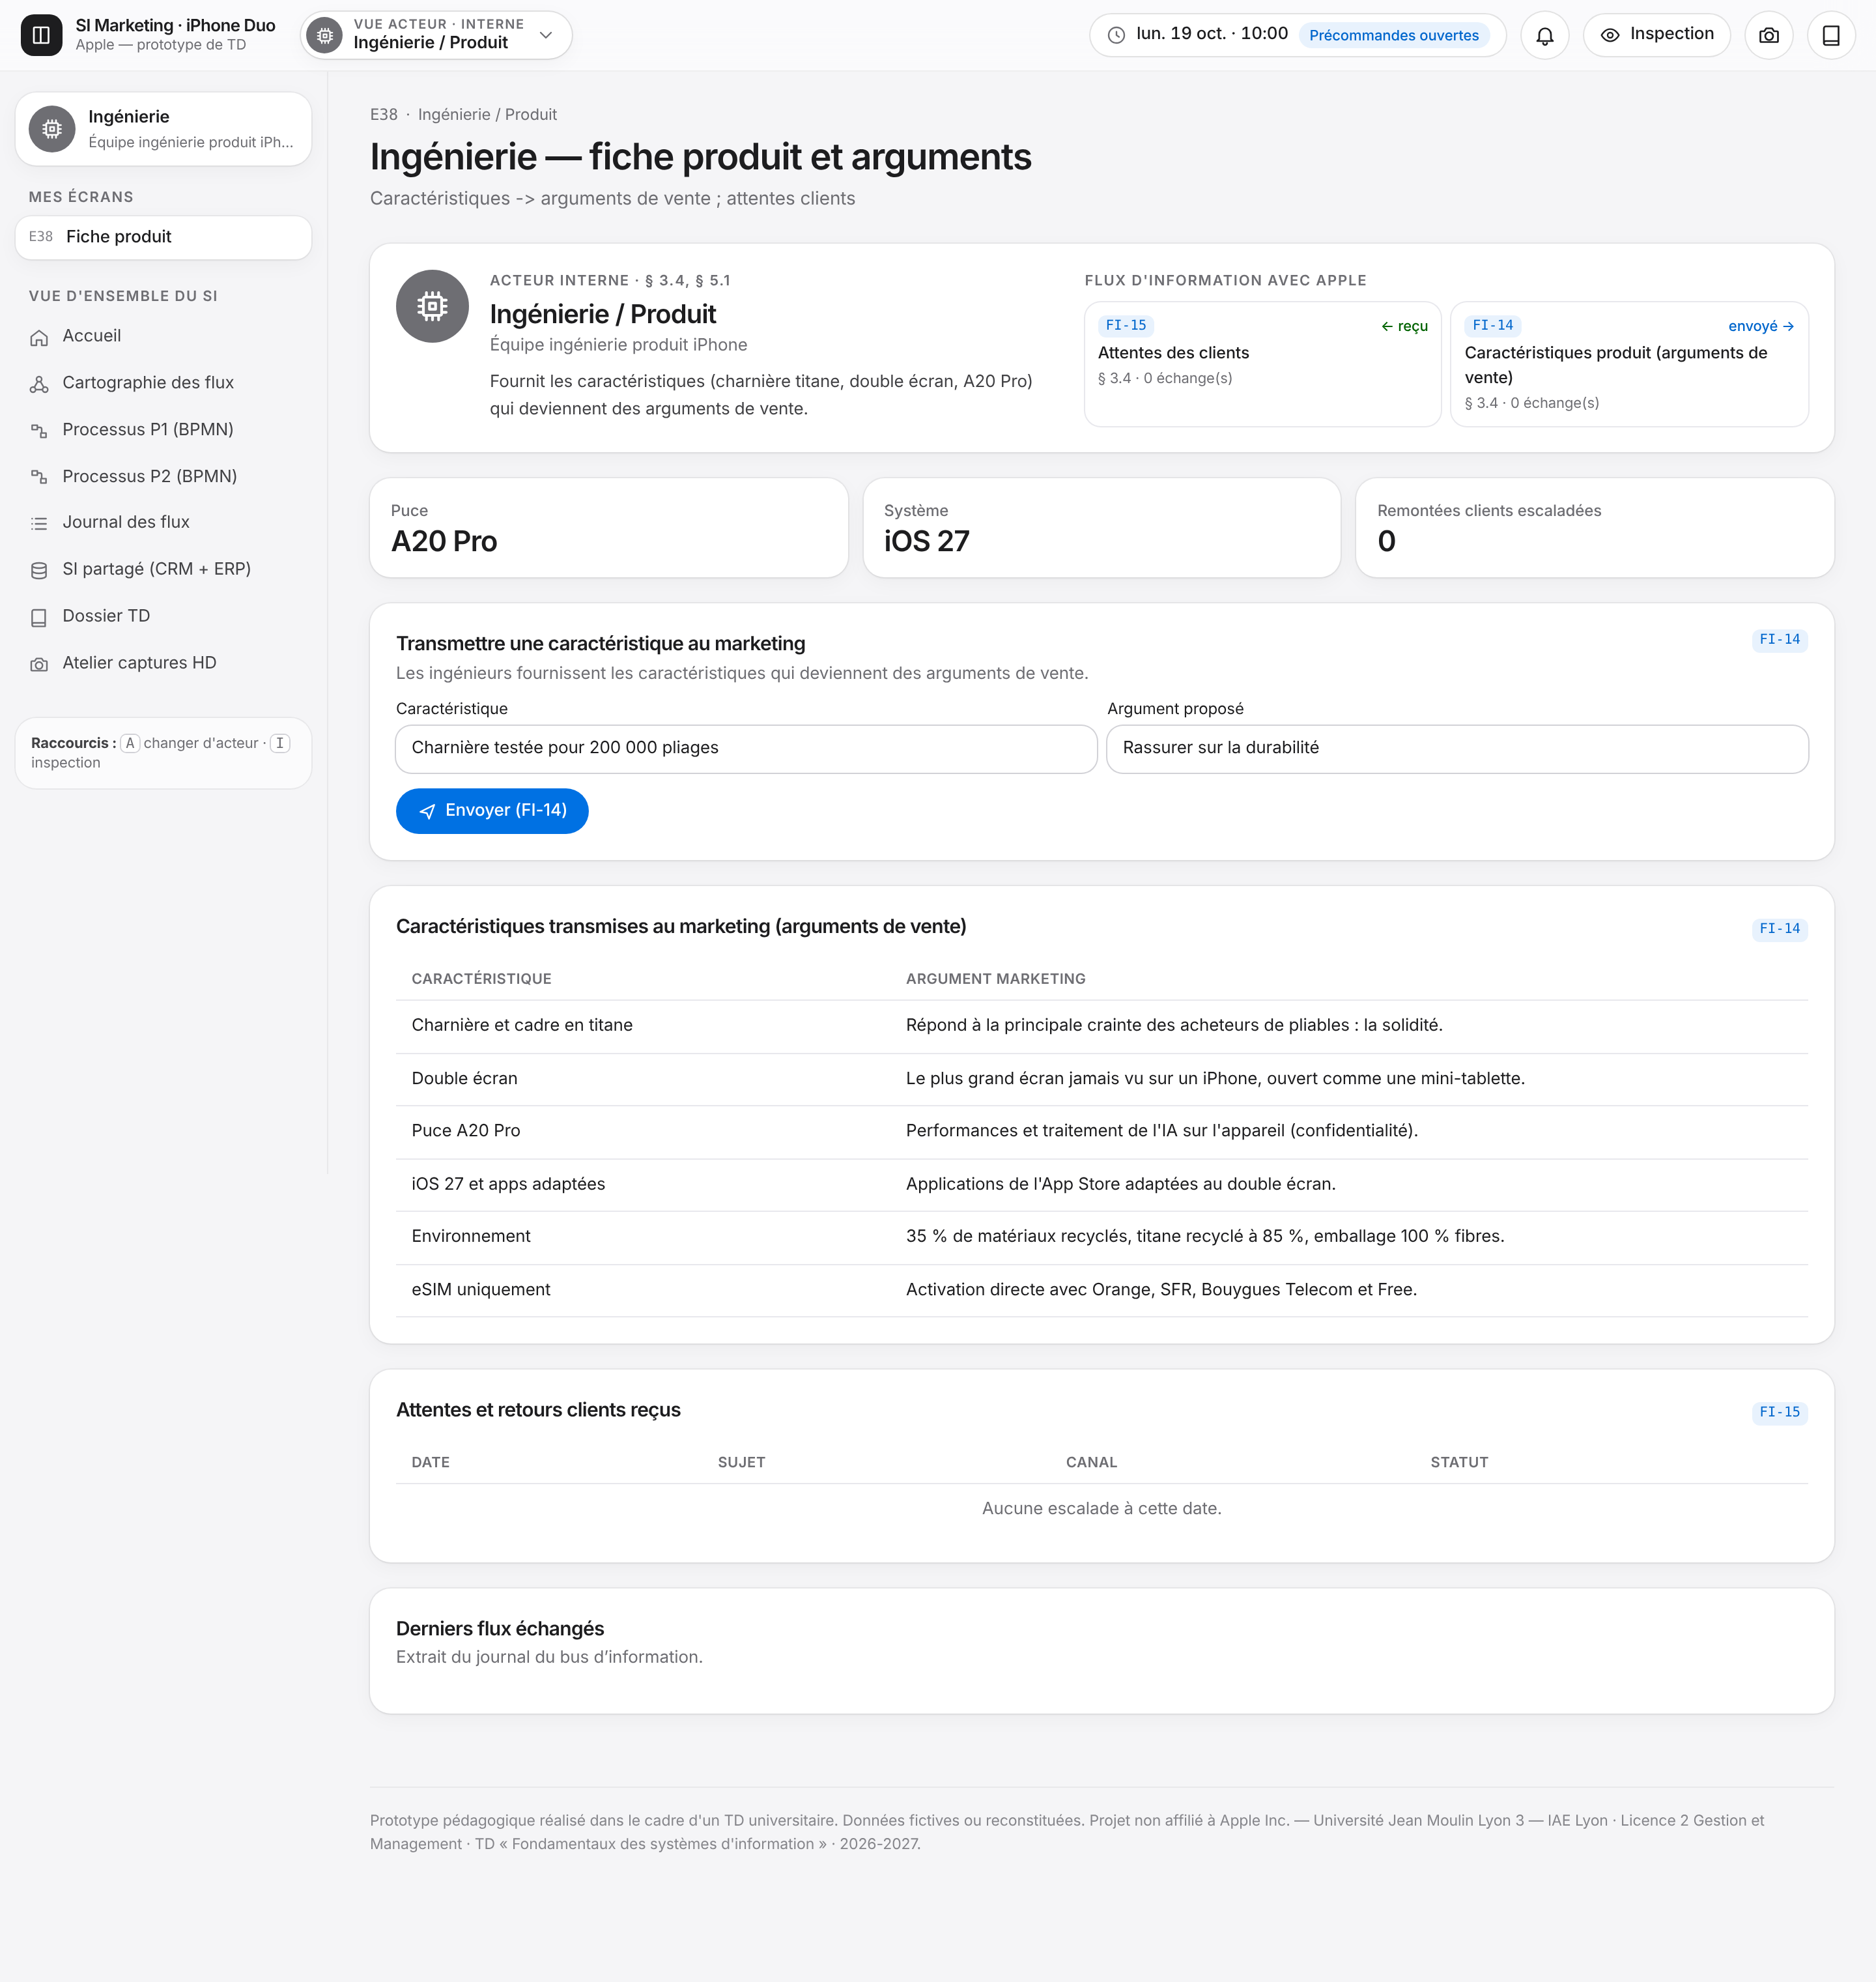 SI Marketing · iPhone Duo
Apple — prototype de TD
VUE ACTEUR · INTERNE
Ingénierie / Produit
lun. 19 oct. · 10:00
Précommandes ouvertes
Inspection
Ingénierie
Équipe ingénierie produit iPh...
MES ÉCRANS
E38 Fiche produit
VUE D'ENSEMBLE DU SI
Accueil
Cartographie des flux
Processus P1 (BPMN)
Processus P2 (BPMN)
Journal des flux
SI partagé (CRM + ERP)
Dossier TD
Atelier captures HD
Raccourcis : A changer d'acteur · I
inspection
E38 · Ingénierie / Produit
Ingénierie — fiche produit et arguments
Caractéristiques -> arguments de vente ; attentes clients
ACTEUR INTERNE · § 3.4, § 5.1
Ingénierie / Produit
Équipe ingénierie produit iPhone
Fournit les caractéristiques (charnière titane, double écran, A20 Pro)
qui deviennent des arguments de vente.
FLUX D'INFORMATION AVEC APPLE
FI-15 ← reçu
Attentes des clients
§ 3.4 · 0 échange(s)
FI-14 envoyé →
Caractéristiques produit (arguments de
vente)
§ 3.4 · 0 échange(s)
Puce
A20 Pro
Système
iOS 27
Remontées clients escaladées
0
Transmettre une caractéristique au marketing
FI-14
Les ingénieurs fournissent les caractéristiques qui deviennent des arguments de vente.
Caractéristique
Charnière testée pour 200 000 pliages
Argument proposé
Rassurer sur la durabilité
Envoyer (FI-14)
Caractéristiques transmises au marketing (arguments de vente)
FI-14
CARACTÉRISTIQUE ARGUMENT MARKETING
Charnière et cadre en titane Répond à la principale crainte des acheteurs de pliables : la solidité.
Double écran Le plus grand écran jamais vu sur un iPhone, ouvert comme une mini-tablette.
Puce A20 Pro Performances et traitement de l'IA sur l'appareil (confidentialité).
iOS 27 et apps adaptées Applications de l'App Store adaptées au double écran.
Environnement 35 % de matériaux recyclés, titane recyclé à 85 %, emballage 100 % fibres.
eSIM uniquement Activation directe avec Orange, SFR, Bouygues Telecom et Free.
Attentes et retours clients reçus
FI-15
DATE SUJET CANAL STATUT
Aucune escalade à cette date.
Derniers flux échangés
Extrait du journal du bus d’information.
Prototype pédagogique réalisé dans le cadre d'un TD universitaire. Données fictives ou reconstituées. Projet non affilié à Apple Inc. — Université Jean Moulin Lyon 3 — IAE Lyon · Licence 2 Gestion et
Management · TD « Fondamentaux des systèmes d'information » · 2026-2027.